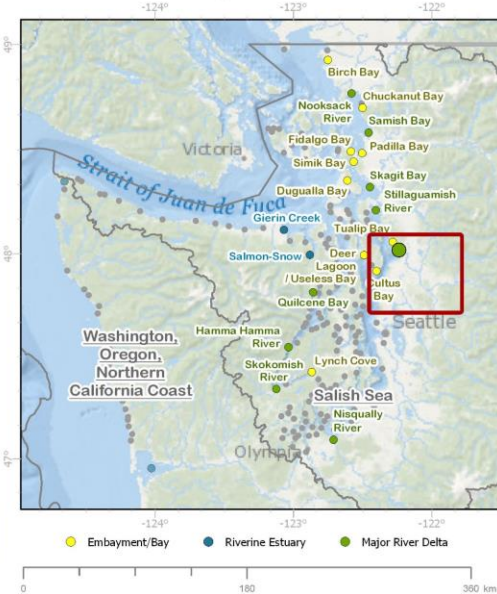 -124°
-123°
-122°
49°
Birch Bay
Chuckanut Bay
Nooksack
River
Samish Bay
Victoria
Fidalgo Bay
Padilla Bay
Simik Bay
Strait of Juan de Fuca
Skagit Bay
Dugualla Bay
Stillaguamish
River
Gierin Creek
Tualip Bay
48°
Salmon-Snow
Deer
Lagoon
/ Useless Bay
Cultus
Bay
Quilcene Bay
Seattle
Washington,
Oregon,
Northern
California Coast
Hamma Hamma
River
Lynch Cove
Skokomish
River
Salish Sea
Nisqually
River
47°
Olympia
-124°
-123°
-122°
Embayment/Bay
Riverine Estuary
Major River Delta
0
180
360 km